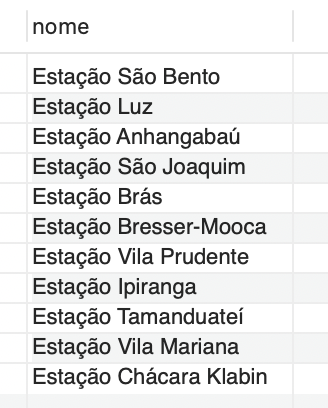 nome
Estação São Bento
Estação Luz
Estação Anhangabaú
Estação São Joaquim
Estação Brás
Estação Bresser-Mooca
Estação Vila Prudente
Estação Ipiranga
Estação Tamanduateí
Estação Vila Mariana
Estação Chácara Klabin